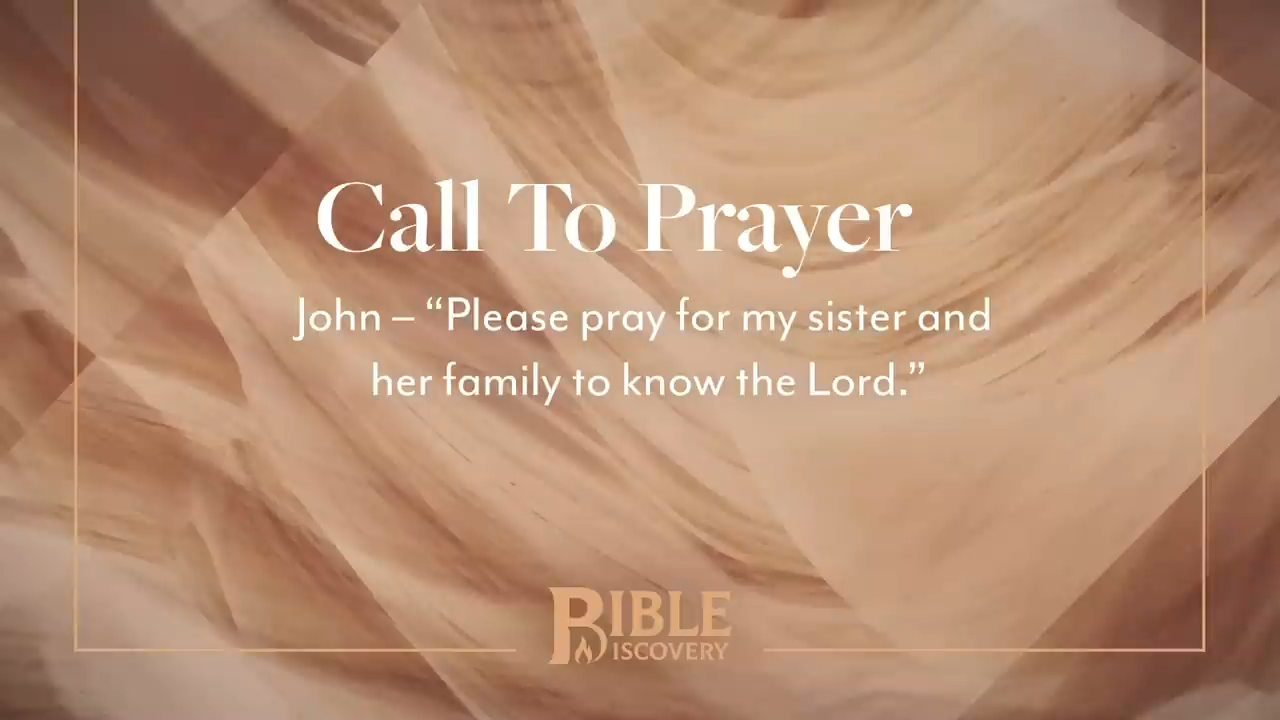 Call To Prayer
John – “Please pray for my sister and
her family to know the Lord.”
BIBLE
DISCOVERY